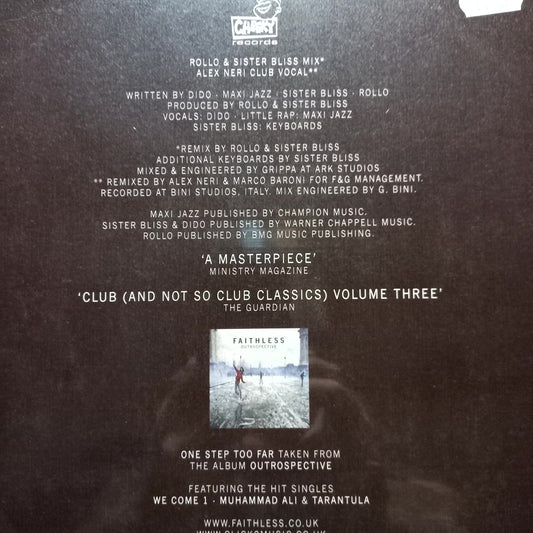 CHEEKY
records
ROLLO & SISTER BLISS MIX*
ALEX NERI CLUB VOCAL**
WRITTEN BY DIDO · MAXI JAZZ · SISTER BLISS · ROLLO
PRODUCED BY ROLLO & SISTER BLISS
VOCALS: DIDO · LITTLE RAP: MAXI JAZZ
SISTER BLISS: KEYBOARDS
*REMIX BY ROLLO & SISTER BLISS
ADDITIONAL KEYBOARDS BY SISTER BLISS
MIXED & ENGINEERED BY GRIPPA AT ARK STUDIOS
** REMIXED BY ALEX NERI & MARCO BARONI FOR F&G MANAGEMENT.
RECORDED AT BINI STUDIOS, ITALY. MIX ENGINEERED BY G. BINI.
MAXI JAZZ PUBLISHED BY CHAMPION MUSIC.
SISTER BLISS & DIDO PUBLISHED BY WARNER CHAPPELL MUSIC.
ROLLO PUBLISHED BY BMG MUSIC PUBLISHING.
'A MASTERPIECE'
MINISTRY MAGAZINE
'CLUB (AND NOT SO CLUB CLASSICS) VOLUME THREE'
THE GUARDIAN
FAITHLESS
OUTROSPECTIVE
ONE STEP TOO FAR TAKEN FROM
THE ALBUM OUTROSPECTIVE
FEATURING THE HIT SINGLES
WE COME 1 - MUHAMMAD ALI & TARANTULA
WWW.FAITHLESS.CO.UK